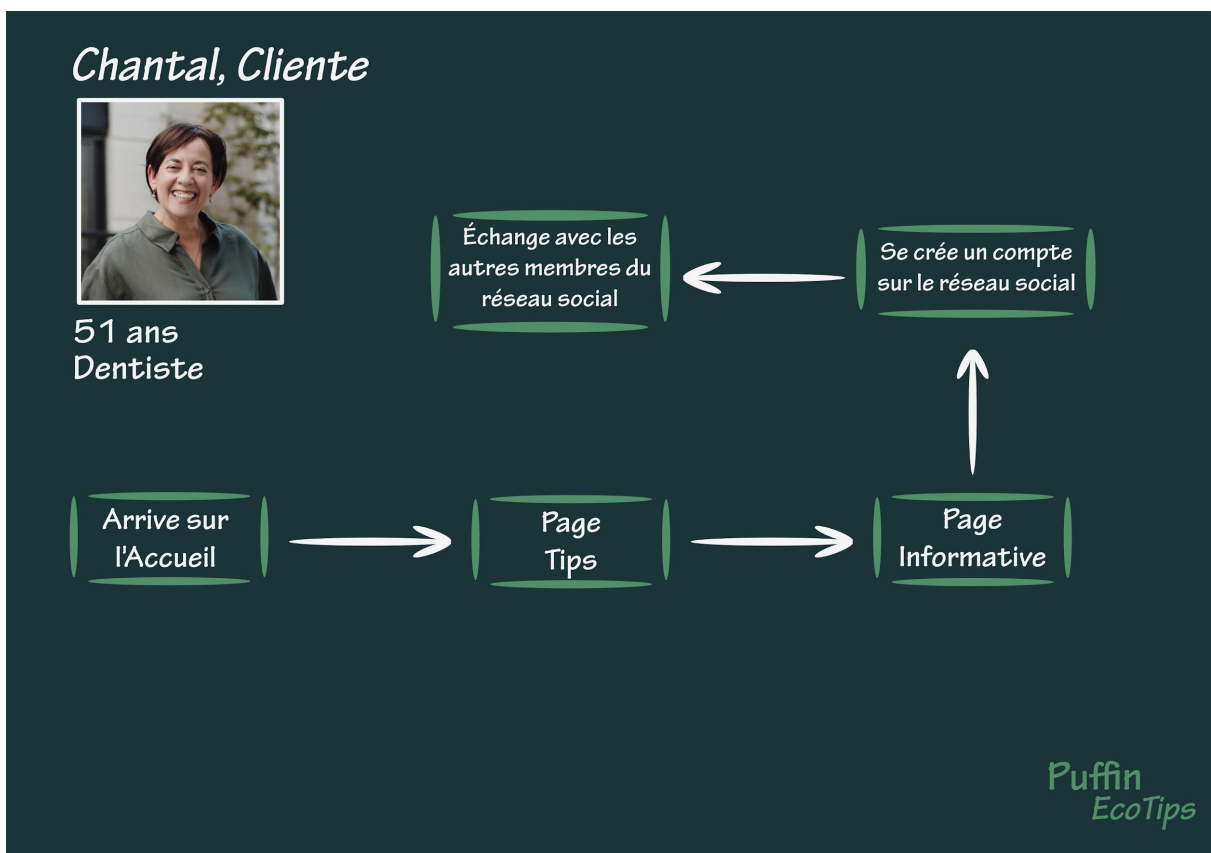 Chantal, Cliente
51 ans
Dentiste
Échange avec les
autres membres du
réseau social
Se crée un compte
sur le réseau social
Arrive sur
l'Accueil
Page
Tips
Page
Informative
Puffin
EcoTips